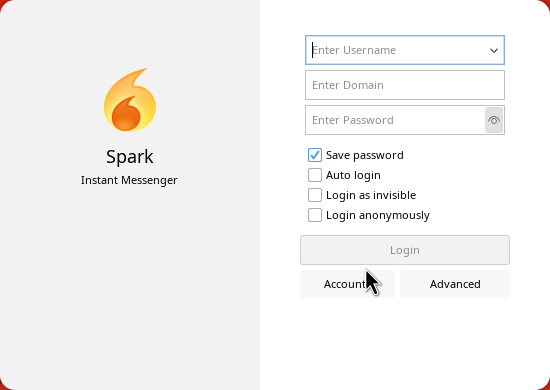 Spark
Instant Messenger
Enter Username
Enter Domain
Enter Password
Save password
Auto login
Login as invisible
Login anonymously
Login
Account
Advanced